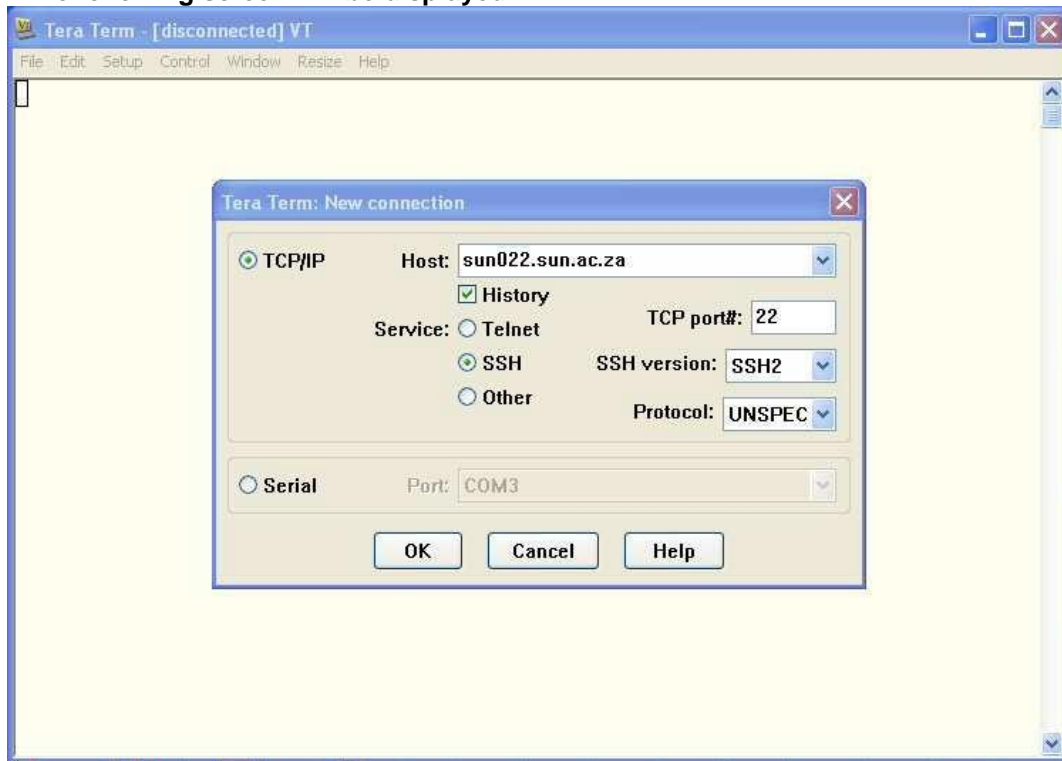 Tera Term - [disconnected] VT
File Edit Setup Control Window Resize Help
Tera Term: New connection
TCP/IP Host: sun022.sun.ac.za
History
Service: Telnet TCP port#: 22
SSH SSH version: SSH2
Other Protocol: UNSPEC
Serial Port: COM3
OK Cancel Help